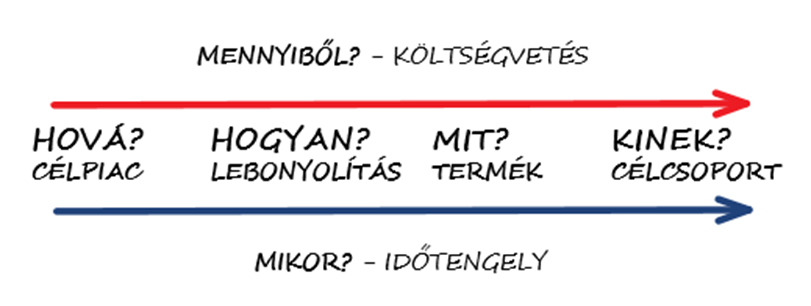 MENNYIBŐL? - KÖLTSÉGVETÉS
HOVÁ? HOGYAN? MIT? KINEK?
CÉLPIAC LEBONYOLÍTÁS TERMÉK CÉLCSOPORT
MIKOR? - IDŐTENGELY